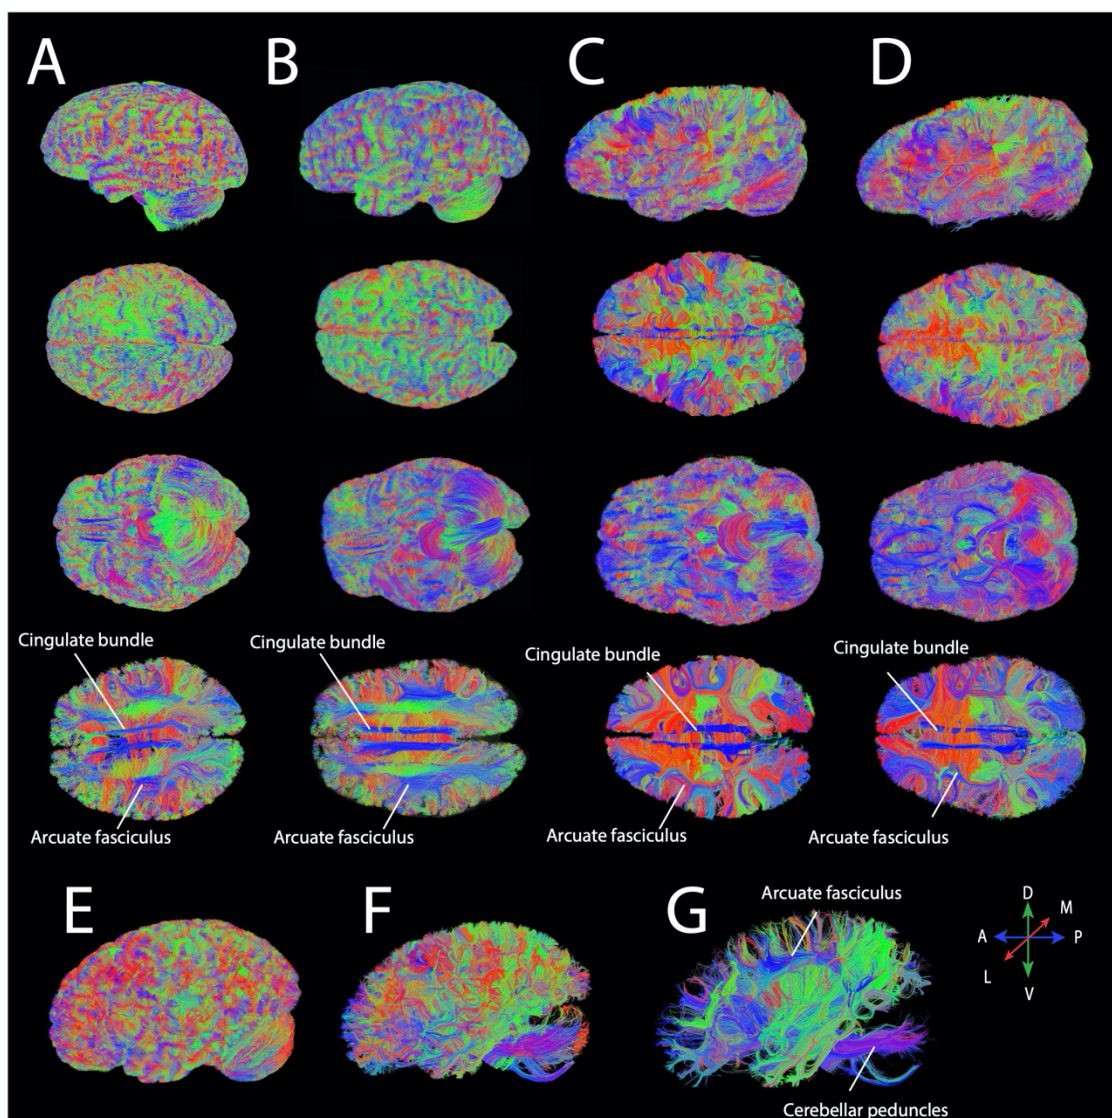 A
B
C
D
Cingulate bundle
Cingulate bundle
Cingulate bundle
Cingulate bundle
Arcuate fasciculus
Arcuate fasciculus
Arcuate fasciculus
Arcuate fasciculus
E
F
G
Arcuate fasciculus
D
M
A
P
L
V
Cerebellar peduncles